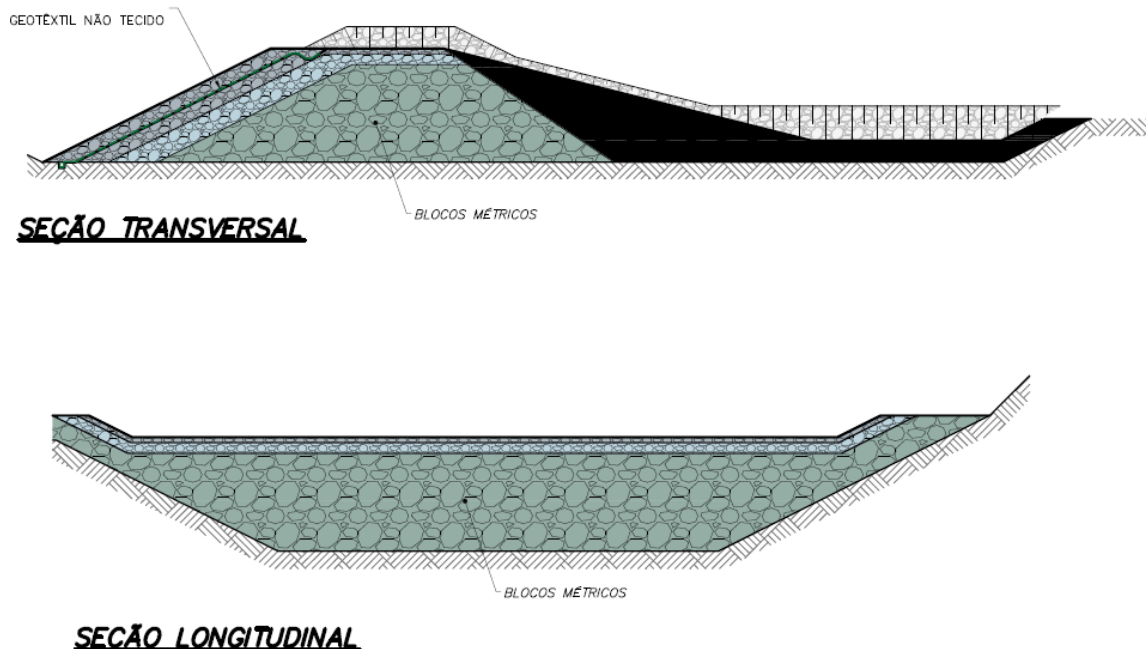 GEOTÊXTIL NÃO TECIDO
BLOCOS MÉTRICOS
SEÇÃO TRANSVERSAL
BLOCOS MÉTRICOS
SEÇÃO LONGITUDINAL